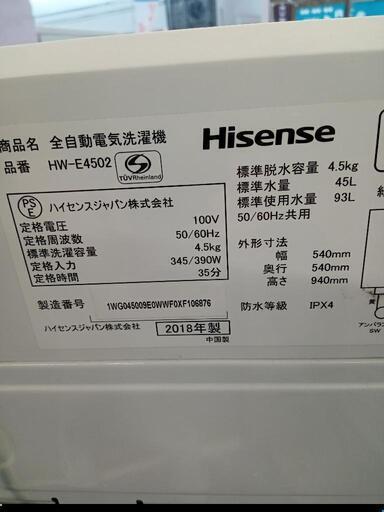 商品名 全自動電気洗濯機
品番 HW-E4502
TÜVRheinland
Hisense
PS
E
ハイセンスジャパン株式会社
定格電圧 100V
定格周波数 50/60Hz
標準洗濯容量 4.5kg
定格入力 345/390W
定格時間 35分
標準脱水容量 4.5kg
標準水量 45L
標準使用水量 93L
50/60Hz共用
外形寸法
幅 540mm
奥行 540mm
高さ 940mm
防水等級 IPX4
製造番号 1WG045009E0WWF0XF106876
ハイセンスジャパン株式会社 2018年製
中国製
アンバラン
SW